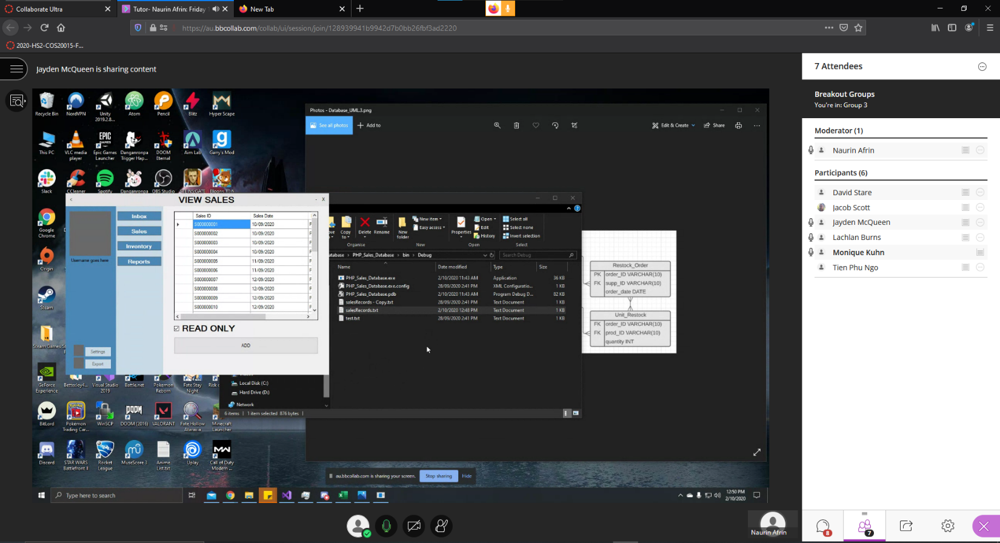 Collaborate Ultra
Tutor- Naurin Afrin: Friday
New Tab
https://au.bbcollab.com/collab/ui/session/join/128939941b9942d7b0bb26fbf3ad2220
2020-HS2-COS20015-F...
Jayden McQueen is sharing content
Recycle Bin
NordVPN
Unity 2019.2.8...
Atom
Pencil
Blitz
Hyper Scape
This PC
VLC media player
Epic Games Launcher
Danganronpa Trigger Hap...
DOOM Eternal
Aim Lab
Garry's Mod
Slack
CCleaner
Spotify
Danganronpa
OBS Studio
STEINS;GATE
Bloons TD 6
Google Chrome
Origin
Steam
Steam Games
GeForce Experience
BetterJoy4...
Visual Studio 2019
Battle.net
Pokemon Reborn
Fate Stay Night
BitLord
Pokemon Trading Car...
WinSCP
DOOM (2016)
VALORANT
Fate Hollow Ataraxia
Minecraft Launcher
Discord
STAR WARS Battlefront II
Rocket League
MuseScore 3
Anime List.txt
Uplay
Call of Duty Modern ...
VIEW SALES
Username goes here
Inbox
Sales
Inventory
Reports
Settings
Export
Sales ID Sales Date
S000000001 10/09/2020
S000000002 10/09/2020
S000000003 10/09/2020
S000000004 10/09/2020
S000000005 11/09/2020
S000000006 11/09/2020
S000000007 12/09/2020
S000000008 12/09/2020
S000000009 12/09/2020
S000000010 12/09/2020
READ ONLY
ADD
Photos - Database_UML3.png
See all photos
Add to
Edit & Create
Share
Copy to
Delete
Rename
New folder
New item
Easy access
Properties
Open
Edit
History
Select all
Select none
Invert selection
Organise
New
Open
Select
PHP_Sales_Database > bin > Debug
Search Debug
Name Date modified Type Size
PHP_Sales_Database.exe 2/10/2020 11:43 AM Application 36 KB
PHP_Sales_Database.exe.config 28/09/2020 2:41 PM XML Configuratio... 1 KB
PHP_Sales_Database.pdb 2/10/2020 11:43 AM Program Debug D... 82 KB
salesRecords - Copy.txt 28/09/2020 2:41 PM Text Document 1 KB
salesRecords.txt 2/10/2020 12:48 PM Text Document 1 KB
test.txt 28/09/2020 2:41 PM Text Document 1 KB
Local Disk (C:)
Hard Drive (D:)
Network
6 items
1 item selected 876 bytes
Restock_Order
PK order_ID VARCHAR(10)
FK supp_ID VARCHAR(10)
order_date DATE
Unit_Restock
FK order_ID VARCHAR(10)
FK prod_ID VARCHAR(10)
quantity INT
au.bbcollab.com is sharing your screen.
Stop sharing
Hide
Type here to search
12:50 PM
2/10/2020
7 Attendees
Breakout Groups
You're in: Group 3
Moderator (1)
Naurin Afrin
Participants (6)
David Stare
Jacob Scott
Jayden McQueen
Lachlan Burns
Monique Kuhn
Tien Phu Ngo
Naurin Afrin
8
7